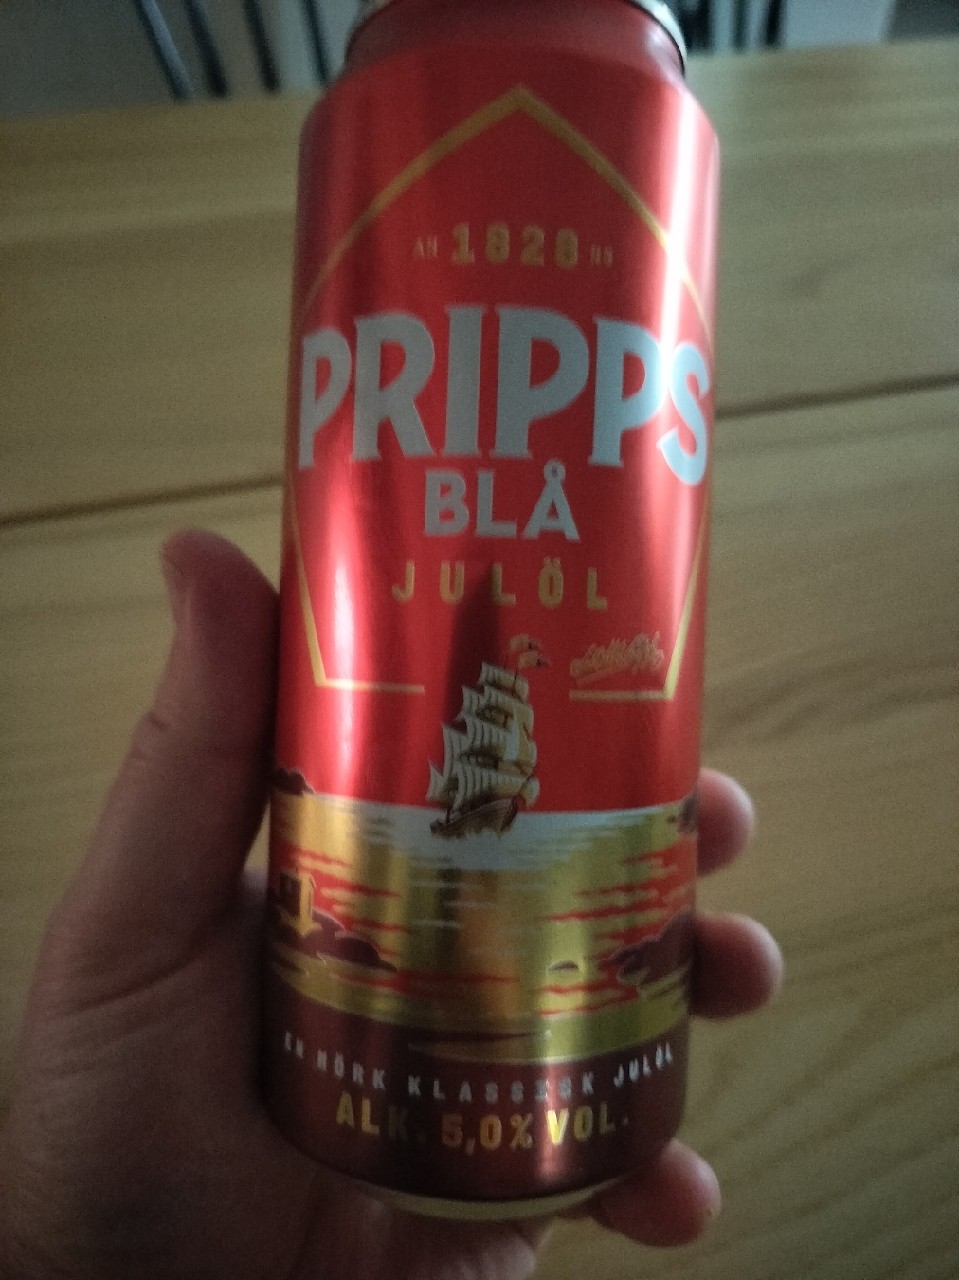 AN 1828 NO
PRIPPS
BLÅ
JULÖL
EN MÖRK KLASSISK JULÖL
ALK. 5,0% VOL.